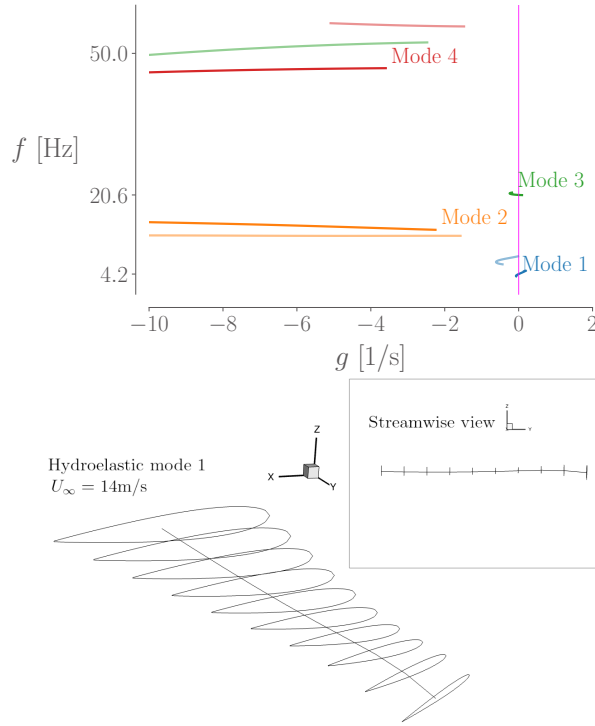 50.0
Mode 4
f [Hz]
20.6
Mode 3
Mode 2
4.2
Mode 1
−10 −8 −6 −4 −2 0 2
g [1/s]
Streamwise view
Z
Y
Z
X
Y
Hydroelastic mode 1
U∞ = 14m/s